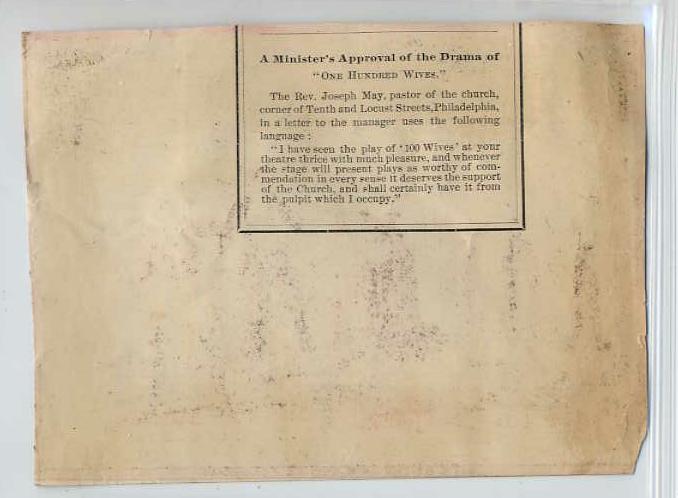 A Minister's Approval of the Drama of
"ONE HUNDRED WIVES."
The Rev. Joseph May, pastor of the church,
corner of Tenth and Locust Streets, Philadelphia,
in a letter to the manager uses the following
language :
"I have seen the play of '100 Wives' at your
theatre thrice with much pleasure, and whenever
the stage will present plays as worthy of com-
mendation in every sense it deserves the support
of the Church, and shall certainly have it from
the pulpit which I occupy."